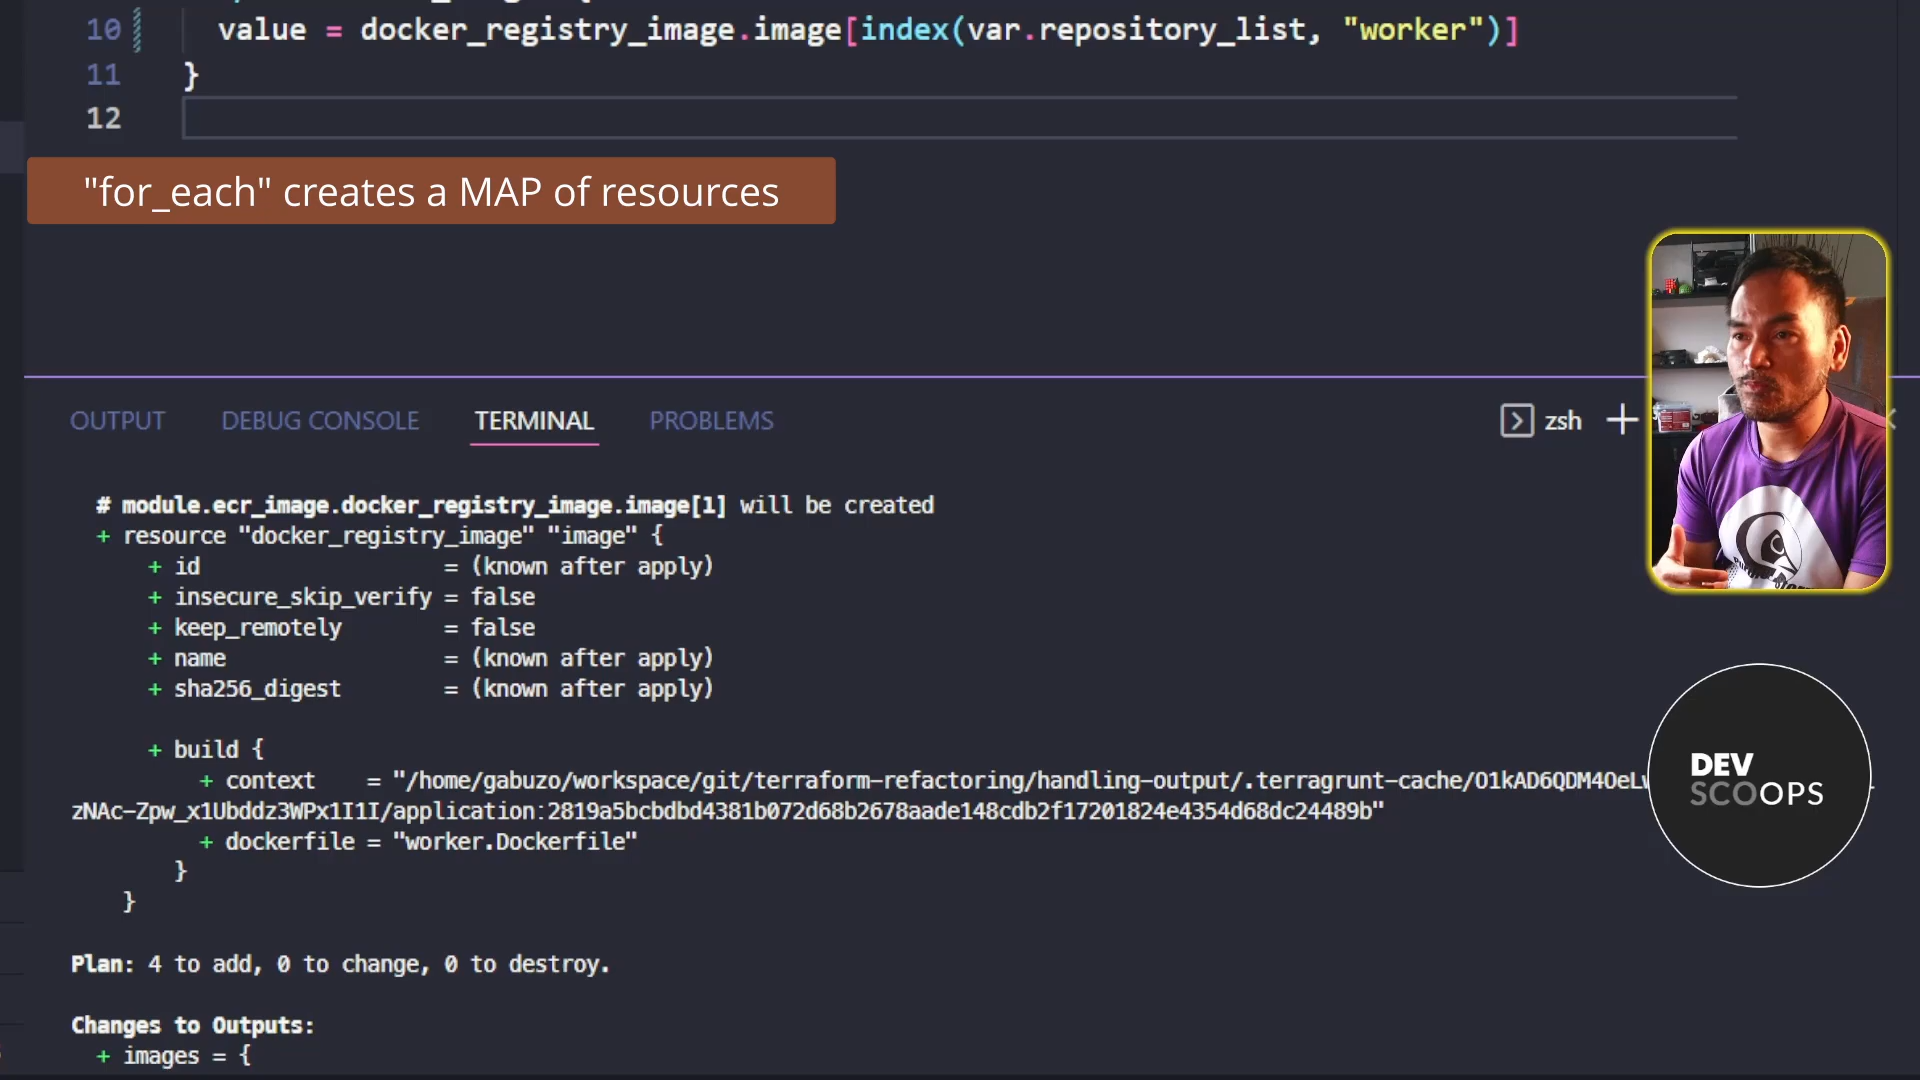 10 value = docker_registry_image.image[index(var.repository_list, "worker")]
11 }
12
"for_each" creates a MAP of resources
OUTPUT DEBUG CONSOLE TERMINAL PROBLEMS zsh +
# module.ecr_image.docker_registry_image.image[1] will be created
+ resource "docker_registry_image" "image" {
+ id = (known after apply)
+ insecure_skip_verify = false
+ keep_remotely = false
+ name = (known after apply)
+ sha256_digest = (known after apply)
+ build {
+ context = "/home/gabuzo/workspace/git/terraform-refactoring/handling-output/.terragrunt-cache/O1kAD6QDM4OeLw
zNAc-Zpw_x1Ubddz3WPx1I1I/application:2819a5bcbdbd4381b072d68b2678aade148cdb2f17201824e4354d68dc24489b"
+ dockerfile = "worker.Dockerfile"
}
}
Plan: 4 to add, 0 to change, 0 to destroy.
Changes to Outputs:
+ images = {
DEV
SCOOPS